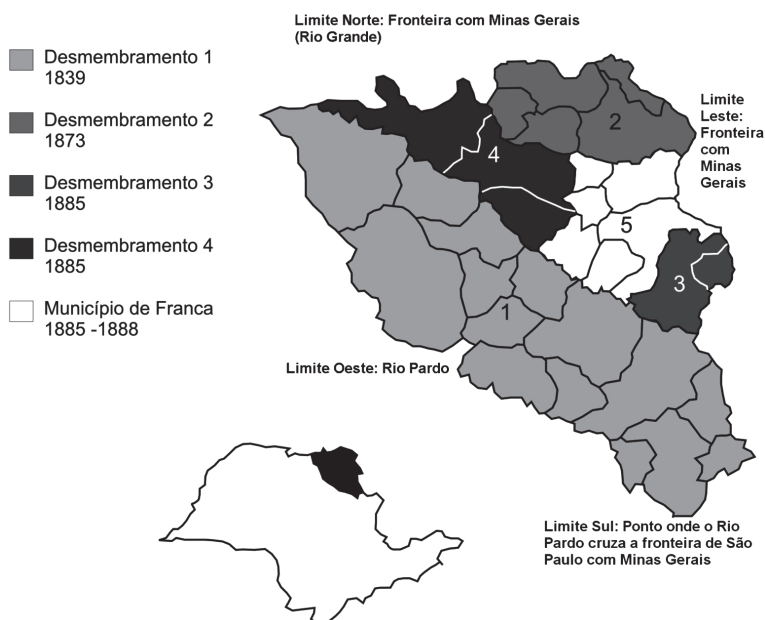 Limite Norte: Fronteira com Minas Gerais
(Rio Grande)
Desmembramento 1
1839
Desmembramento 2
1873
Desmembramento 3
1885
Desmembramento 4
1885
Município de Franca
1885 -1888
Limite
Leste:
Fronteira
com
Minas
Gerais
2
4
5
3
1
Limite Oeste: Rio Pardo
Limite Sul: Ponto onde o Rio
Pardo cruza a fronteira de São
Paulo com Minas Gerais